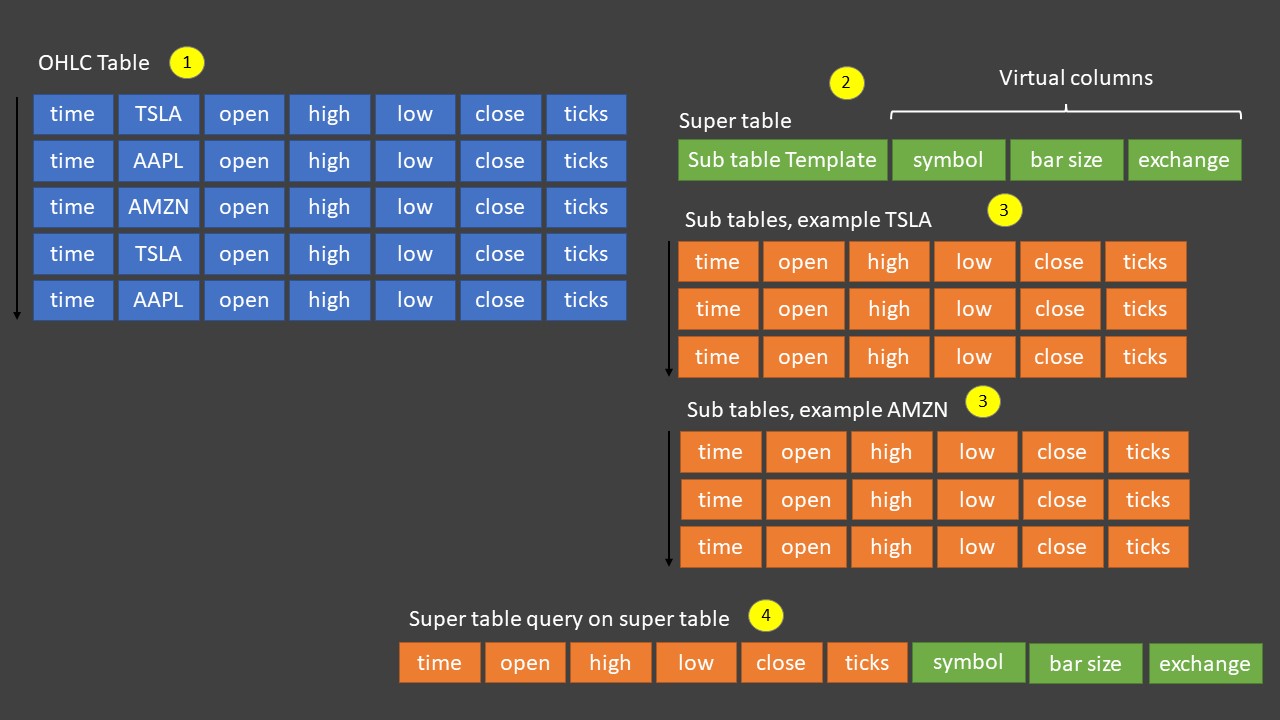 OHLC Table 1
time TSLA open high low close ticks
time AAPL open high low close ticks
time AMZN open high low close ticks
time TSLA open high low close ticks
time AAPL open high low close ticks
2
Virtual columns
Super table
Sub table Template symbol bar size exchange
Sub tables, example TSLA 3
time open high low close ticks
time open high low close ticks
time open high low close ticks
Sub tables, example AMZN 3
time open high low close ticks
time open high low close ticks
time open high low close ticks
Super table query on super table 4
time open high low close ticks symbol bar size exchange